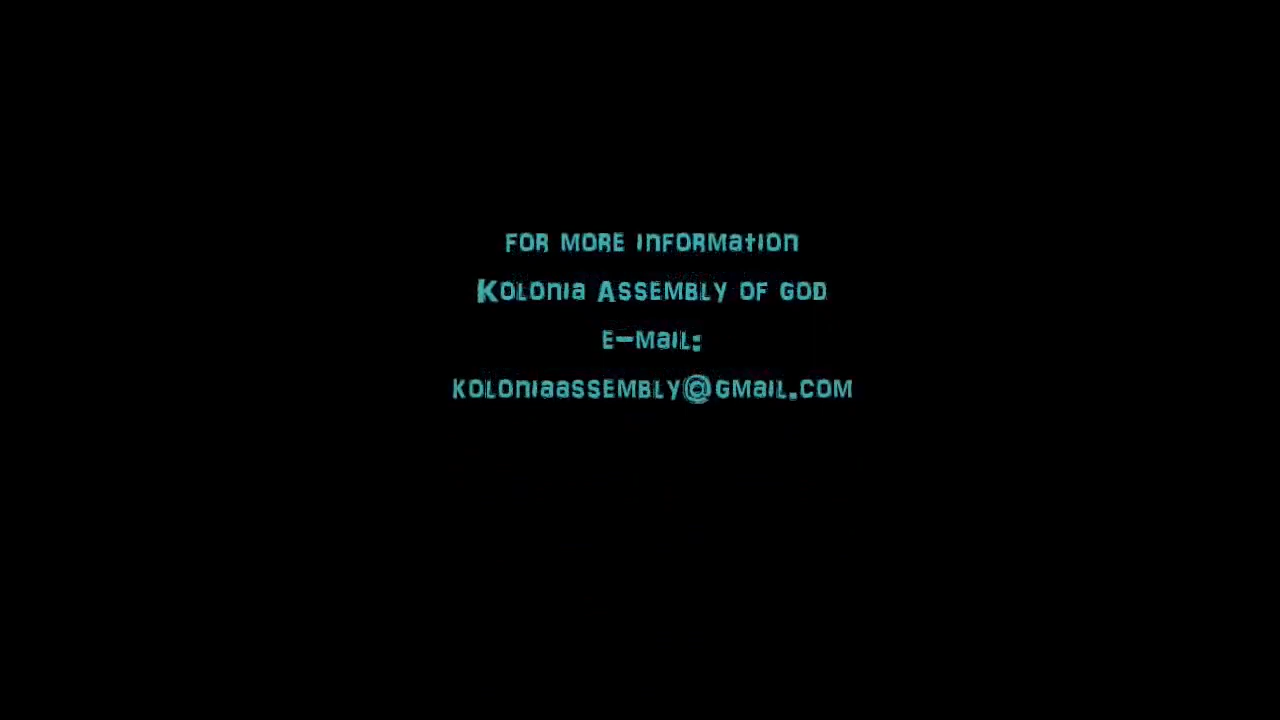 for more information
Kolonia Assembly of god
e-mail:
koloniaassembly@gmail.com